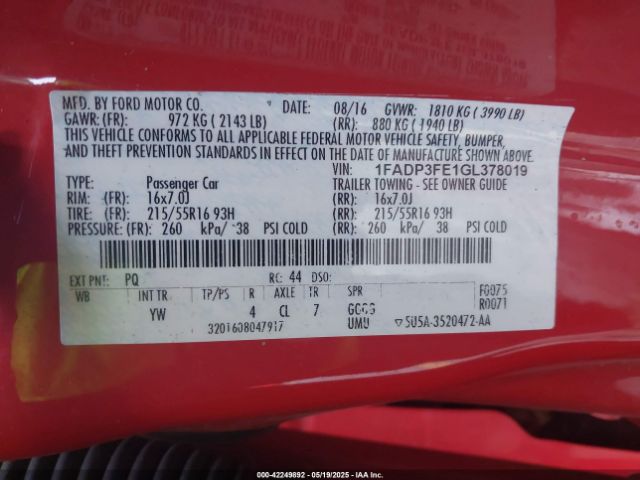 MFD. BY FORD MOTOR CO. DATE: 08/16 GVWR: 1810 KG ( 3990 LB)
GAWR: (FR): 972 KG ( 2143 LB) (RR): 880 KG ( 1940 LB)
THIS VEHICLE CONFORMS TO ALL APPLICABLE FEDERAL MOTOR VEHICLE SAFETY, BUMPER,
AND THEFT PREVENTION STANDARDS IN EFFECT ON THE DATE OF MANUFACTURE SHOWN ABOVE.
VIN: 1FADP3FE1GL378019
TYPE: Passenger Car TRAILER TOWING - SEE OWNER GUIDE
RIM: (FR): 16x7.0J (RR): 16x7.0J
TIRE: (FR): 215/55R16 93H (RR): 215/55R16 93H
PRESSURE: (FR): 260 kPa/ 38 PSI COLD (RR): 260 kPa/ 38 PSI COLD
EXT PNT: PQ RC: 44 DSO:
WB INT TR TP/PS R AXLE TR SPR F0075
YW 4 CL 7 R0071
3201608047917 UMU ▽5U5A-3520472-AA
000-42249892 - 05/19/2025 - IAAI.COM